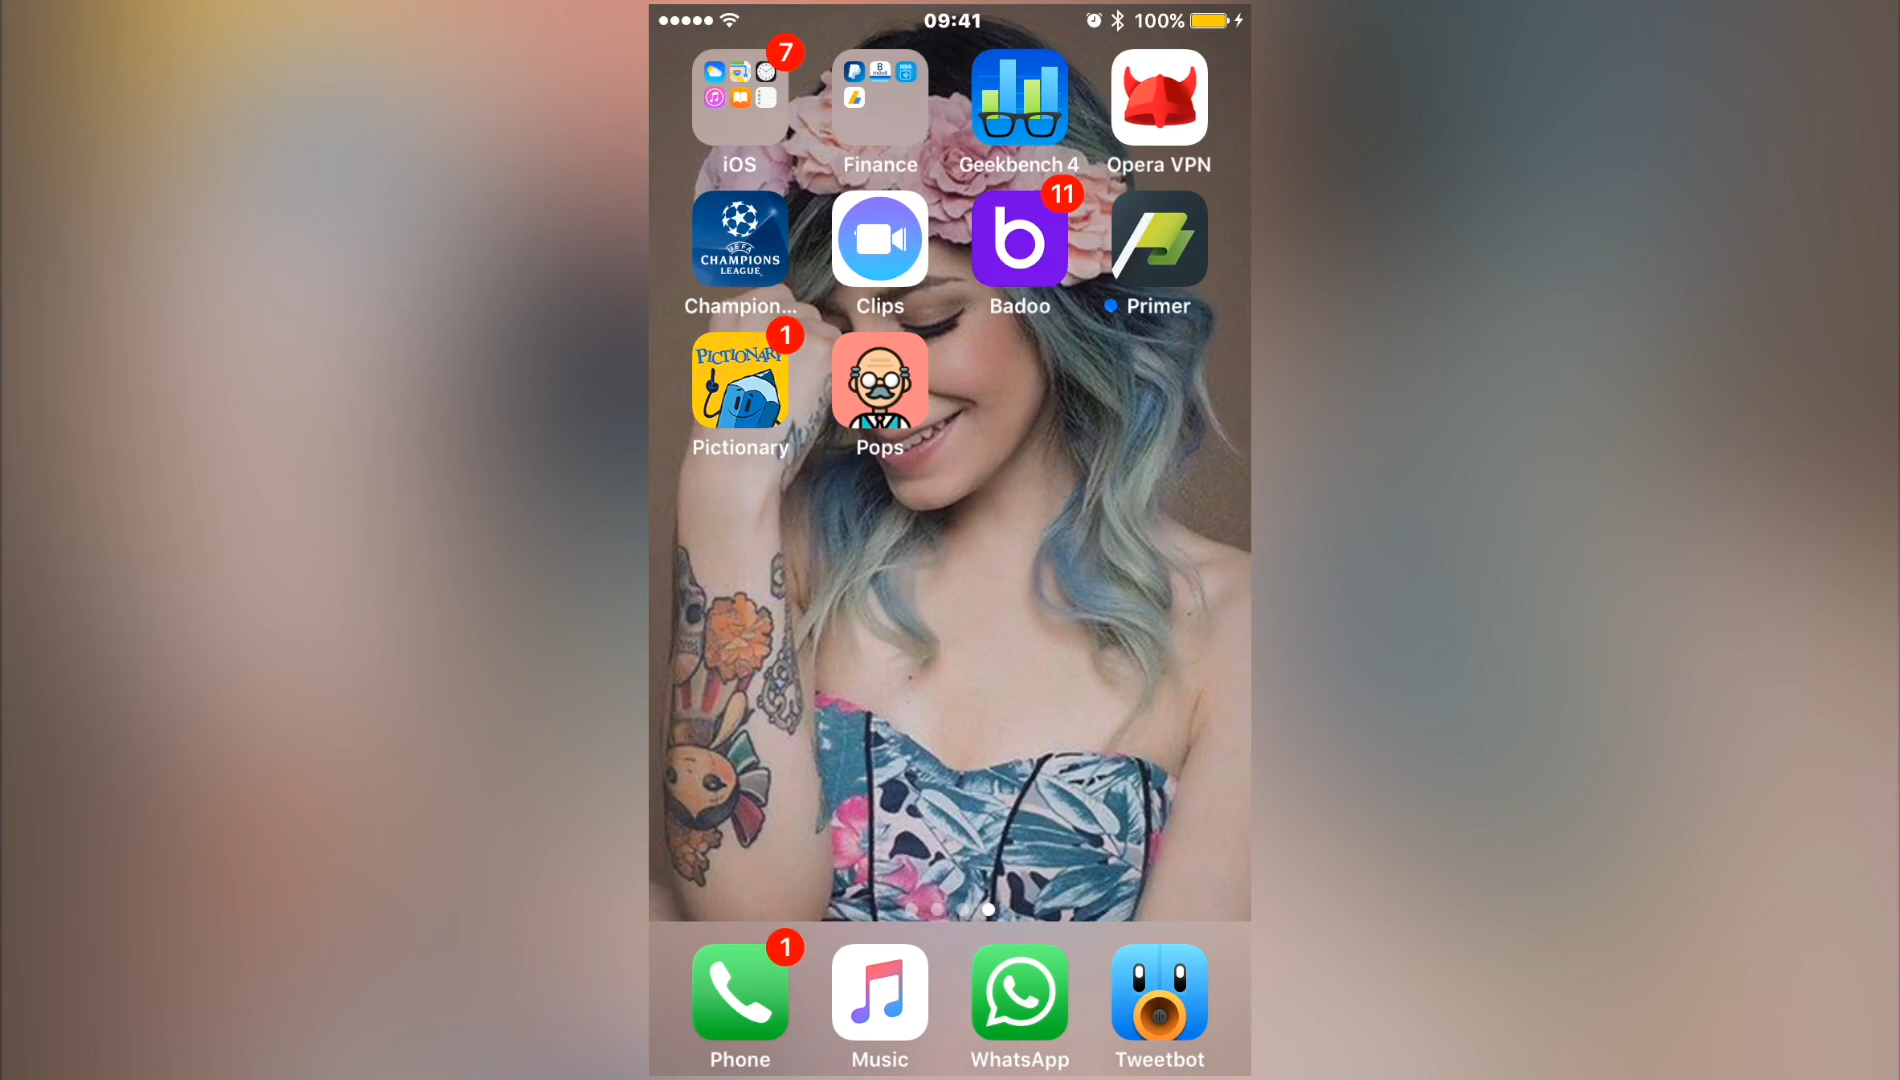 09:41
100%
7
iOS
Finance
Geekbench 4
Opera VPN
UEFA
CHAMPIONS
LEAGUE
Champion...
Clips
11
Badoo
Primer
1
PICTIONARY
Pictionary
Pops
1
Phone
Music
WhatsApp
Tweetbot